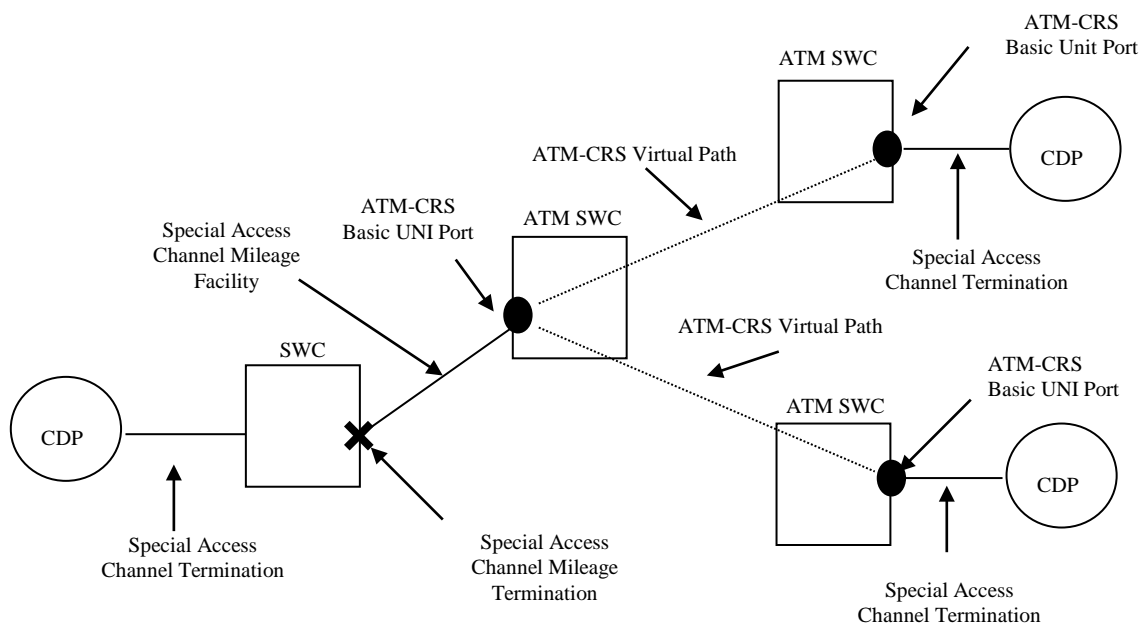 ATM-CRS
Basic Unit Port
ATM SWC
CDP
ATM-CRS Virtual Path
ATM-CRS
Basic UNI Port
ATM SWC
Special Access
Channel Mileage
Facility
Special Access
Channel Termination
ATM-CRS Virtual Path
SWC
ATM-CRS
Basic UNI Port
ATM SWC
CDP
CDP
Special Access
Channel Termination
Special Access
Channel Mileage
Termination
Special Access
Channel Termination